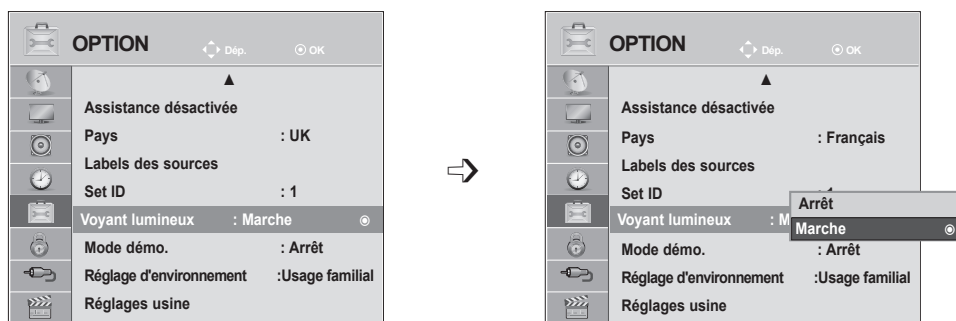 OPTION Dép. OK
Assistance désactivée
Pays : UK
Labels des sources
Set ID : 1
Voyant lumineux : Marche
Mode démo. : Arrêt
Réglage d'environnement :Usage familial
Réglages usine
OPTION Dép. OK
Assistance désactivée
Pays : Français
Labels des sources
Set ID
Voyant lumineux : M
Arrêt
Marche
Mode démo. : Arrêt
Réglage d'environnement :Usage familial
Réglages usine